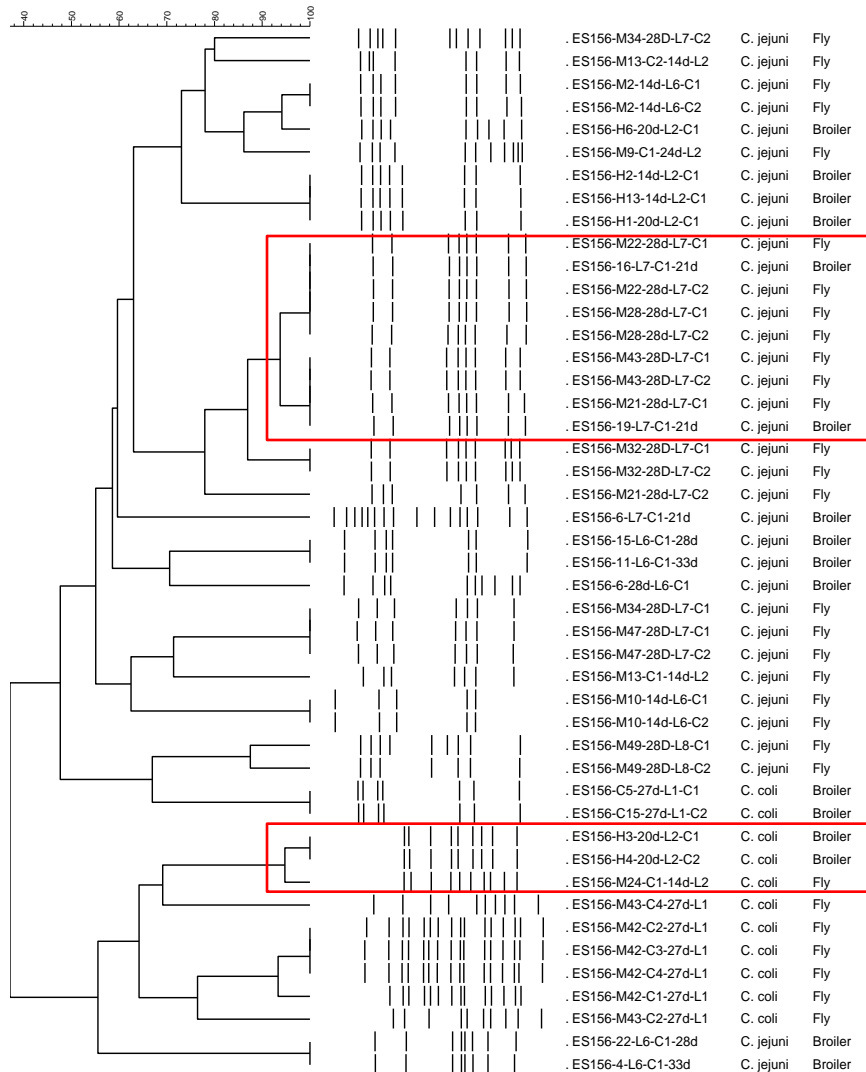 40 50 60 70 80 90 100
. ES156-M34-28D-L7-C2 C. jejuni Fly
. ES156-M13-C2-14d-L2 C. jejuni Fly
. ES156-M2-14d-L6-C1 C. jejuni Fly
. ES156-M2-14d-L6-C2 C. jejuni Fly
. ES156-H6-20d-L2-C1 C. jejuni Broiler
. ES156-M9-C1-24d-L2 C. jejuni Fly
. ES156-H2-14d-L2-C1 C. jejuni Broiler
. ES156-H13-14d-L2-C1 C. jejuni Broiler
. ES156-H1-20d-L2-C1 C. jejuni Broiler
. ES156-M22-28d-L7-C1 C. jejuni Fly
. ES156-16-L7-C1-21d C. jejuni Broiler
. ES156-M22-28d-L7-C2 C. jejuni Fly
. ES156-M28-28d-L7-C1 C. jejuni Fly
. ES156-M28-28d-L7-C2 C. jejuni Fly
. ES156-M43-28D-L7-C1 C. jejuni Fly
. ES156-M43-28D-L7-C2 C. jejuni Fly
. ES156-M21-28d-L7-C1 C. jejuni Fly
. ES156-19-L7-C1-21d C. jejuni Broiler
. ES156-M32-28D-L7-C1 C. jejuni Fly
. ES156-M32-28D-L7-C2 C. jejuni Fly
. ES156-M21-28d-L7-C2 C. jejuni Fly
. ES156-6-L7-C1-21d C. jejuni Broiler
. ES156-15-L6-C1-28d C. jejuni Broiler
. ES156-11-L6-C1-33d C. jejuni Broiler
. ES156-6-28d-L6-C1 C. jejuni Broiler
. ES156-M34-28D-L7-C1 C. jejuni Fly
. ES156-M47-28D-L7-C1 C. jejuni Fly
. ES156-M47-28D-L7-C2 C. jejuni Fly
. ES156-M13-C1-14d-L2 C. jejuni Fly
. ES156-M10-14d-L6-C1 C. jejuni Fly
. ES156-M10-14d-L6-C2 C. jejuni Fly
. ES156-M49-28D-L8-C1 C. jejuni Fly
. ES156-M49-28D-L8-C2 C. jejuni Fly
. ES156-C5-27d-L1-C1 C. coli Broiler
. ES156-C15-27d-L1-C2 C. coli Broiler
. ES156-H3-20d-L2-C1 C. coli Broiler
. ES156-H4-20d-L2-C2 C. coli Broiler
. ES156-M24-C1-14d-L2 C. coli Fly
. ES156-M43-C4-27d-L1 C. coli Fly
. ES156-M42-C2-27d-L1 C. coli Fly
. ES156-M42-C3-27d-L1 C. coli Fly
. ES156-M42-C4-27d-L1 C. coli Fly
. ES156-M42-C1-27d-L1 C. coli Fly
. ES156-M43-C2-27d-L1 C. coli Fly
. ES156-22-L6-C1-28d C. jejuni Broiler
. ES156-4-L6-C1-33d C. jejuni Broiler